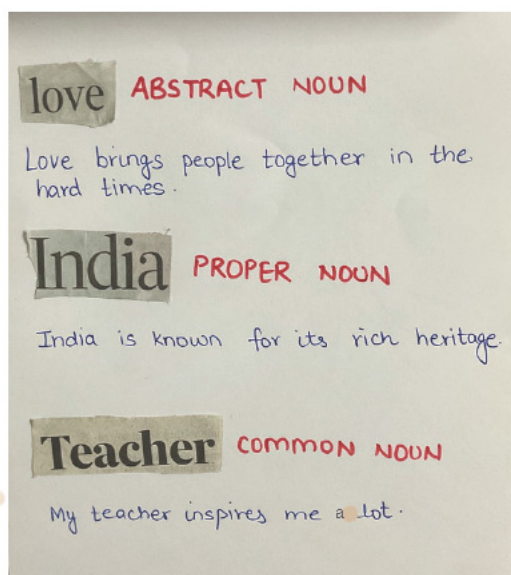 love ABSTRACT NOUN
Love brings people together in the
hard times.
India PROPER NOUN
India is known for its rich heritage.
Teacher COMMON NOUN
My teacher inspires me a lot.